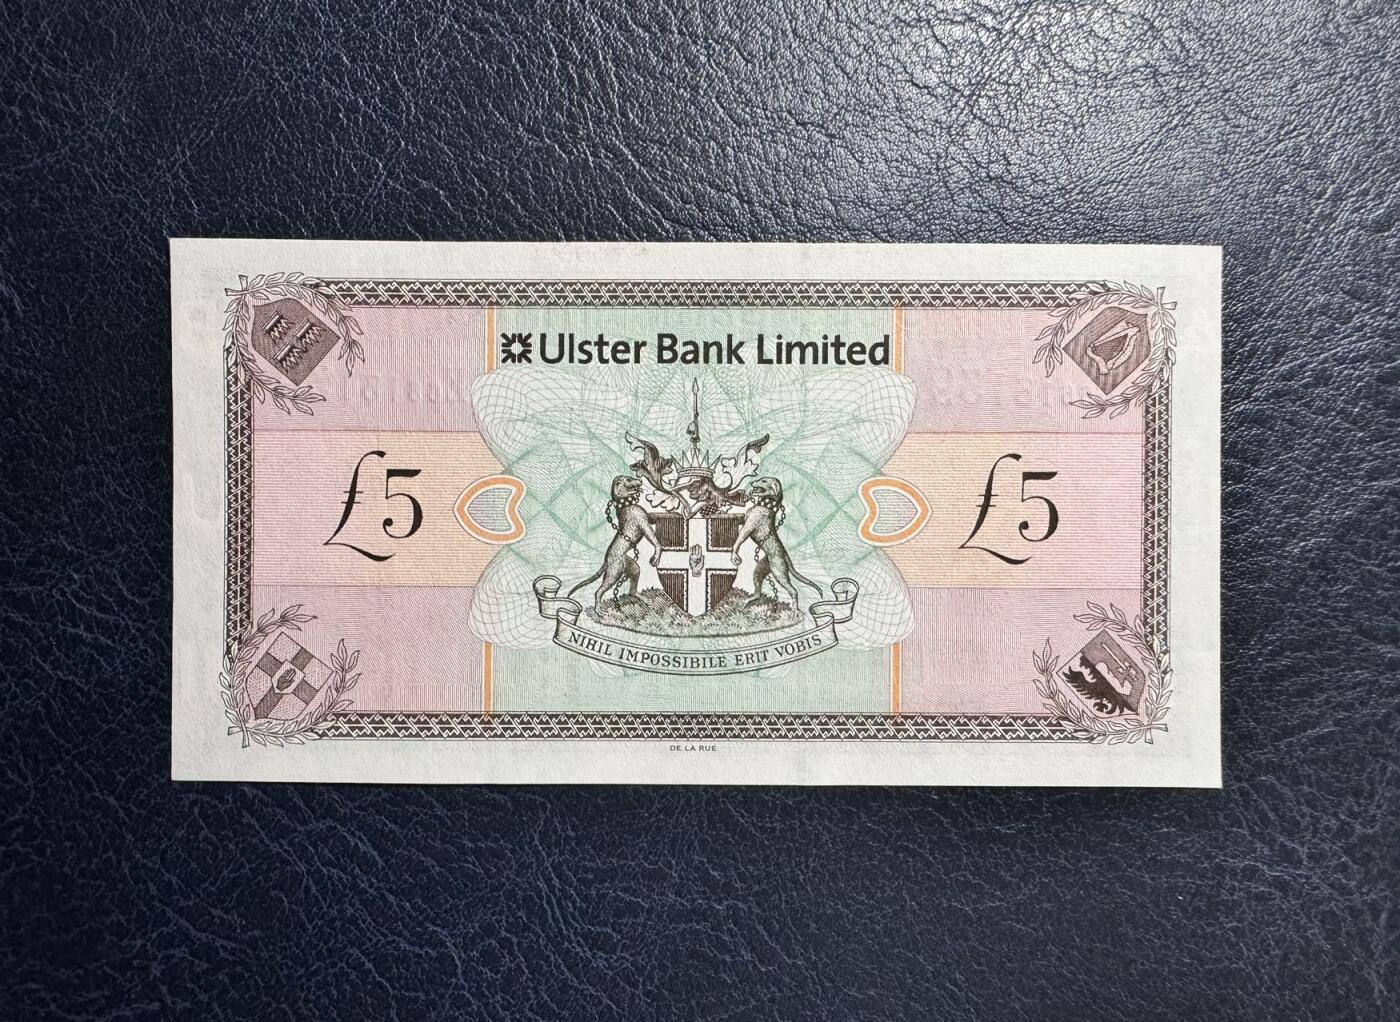 Ulster Bank Limited
£5 £5
NIHIL IMPOSSIBILE ERIT VOBIS
DE LA RUE